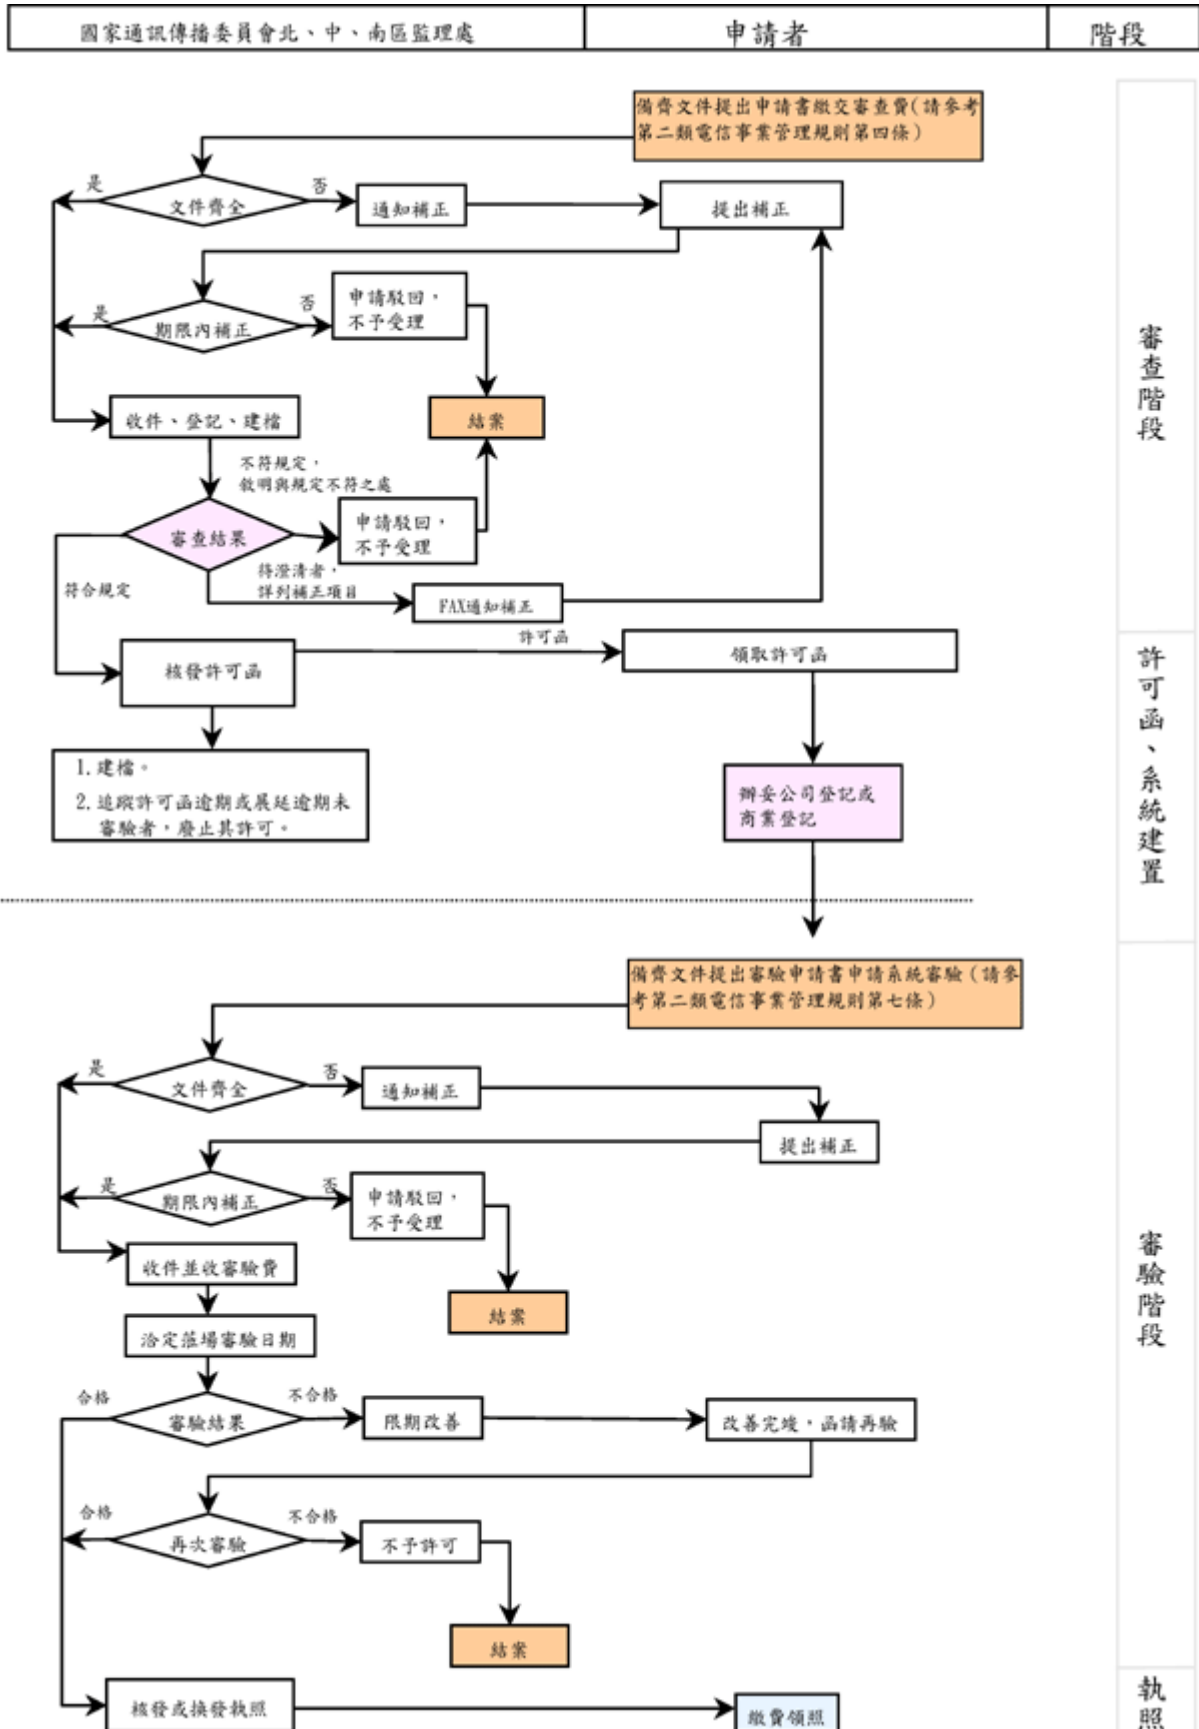 國家通訊傳播委員會北、中、南區監理處
申請者
階段
備齊文件提出申請書繳交審查費(請參考
第二類電信事業管理規則第四條)
是
文件齊全
否
通知補正
提出補正
是
期限內補正
否
申請駁回，
不予受理
收件、登記、建檔
結案
不符規定，
敘明與規定不符之處
審查結果
申請駁回，
不予受理
符合規定
待澄清者，
詳列補正項目
FAX通知補正
審查階段
核發許可函
許可函
領取許可函
1. 建檔。
2. 追蹤許可函逾期或展延逾期未
審驗者，廢止其許可。
辦妥公司登記或
商業登記
許可函、系統建置
備齊文件提出審驗申請書申請系統審驗(請參
考第二類電信事業管理規則第七條)
是
文件齊全
否
通知補正
提出補正
是
期限內補正
否
申請駁回，
不予受理
收件並收審驗費
結案
洽定蒞場審驗日期
合格
審驗結果
不合格
限期改善
改善完竣，函請再驗
合格
再次審驗
不合格
不予許可
結案
審驗階段
核發或換發執照
繳費領照
執照